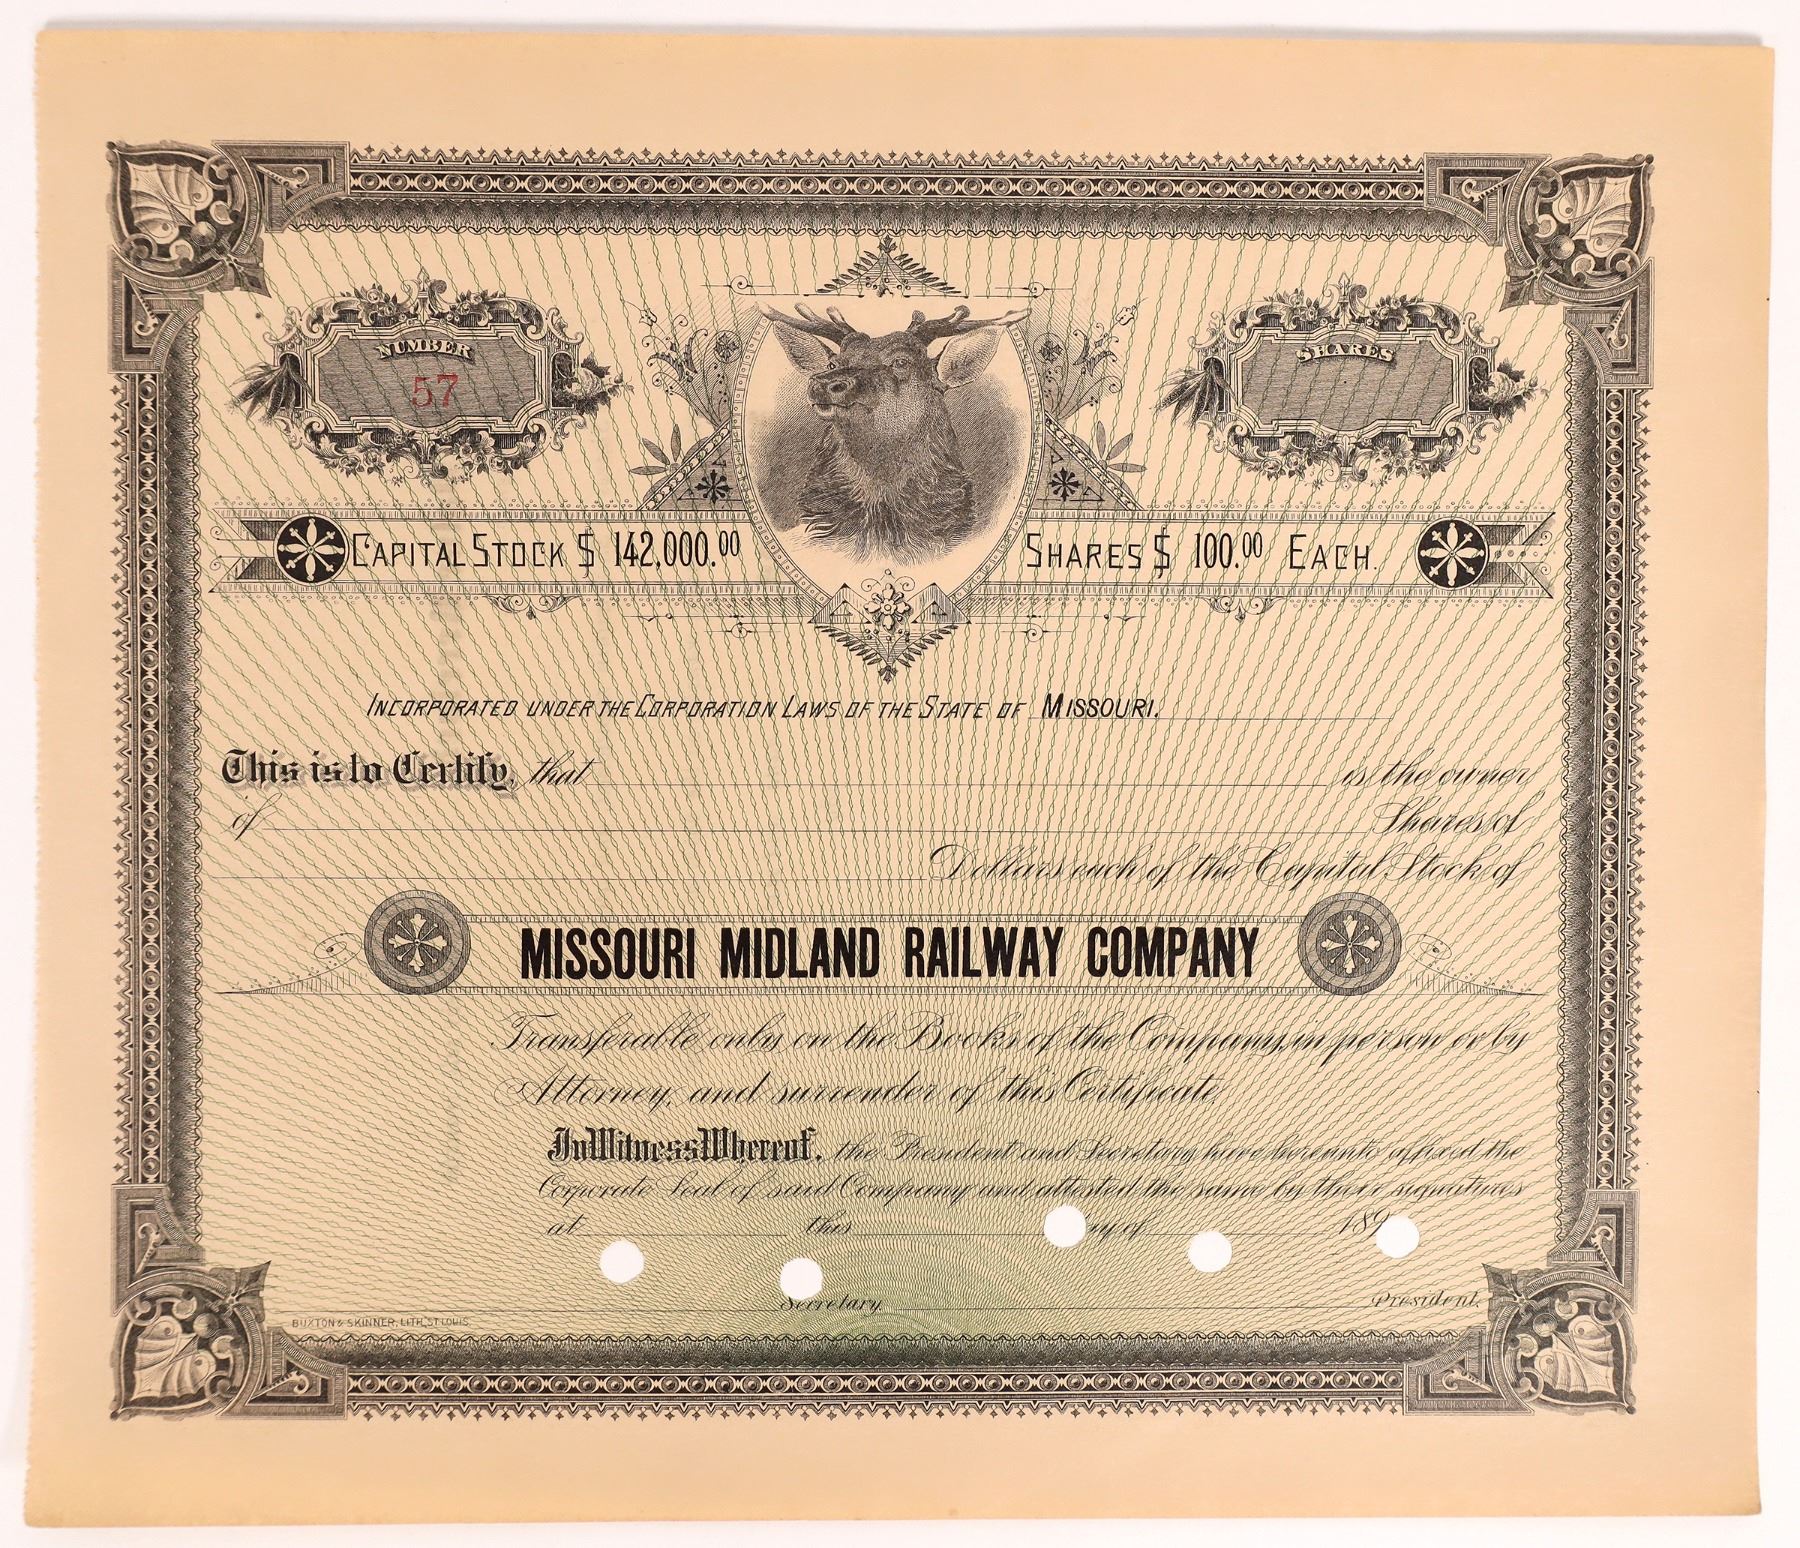 NUMBER
57
SHARES
CAPITAL STOCK $ 142,000.00 SHARES $ 100.00 EACH.
INCORPORATED UNDER THE CORPORATION LAWS OF THE STATE OF MISSOURI.
This is to Certify, that is the owner
of Shares of
Dollars each of the Capital Stock of
MISSOURI MIDLAND RAILWAY COMPANY
Transferable only on the Books of the Company, in person or by
Attorney, and surrender of this Certificate.
In Witness Whereof, the President and Secretary have hereunto affixed the
Corporate Seal of said Company and attested the same by their signatures
at this ay of 189
Secretary. President.
BUXTON & SKINNER, LITH, ST LOUIS.